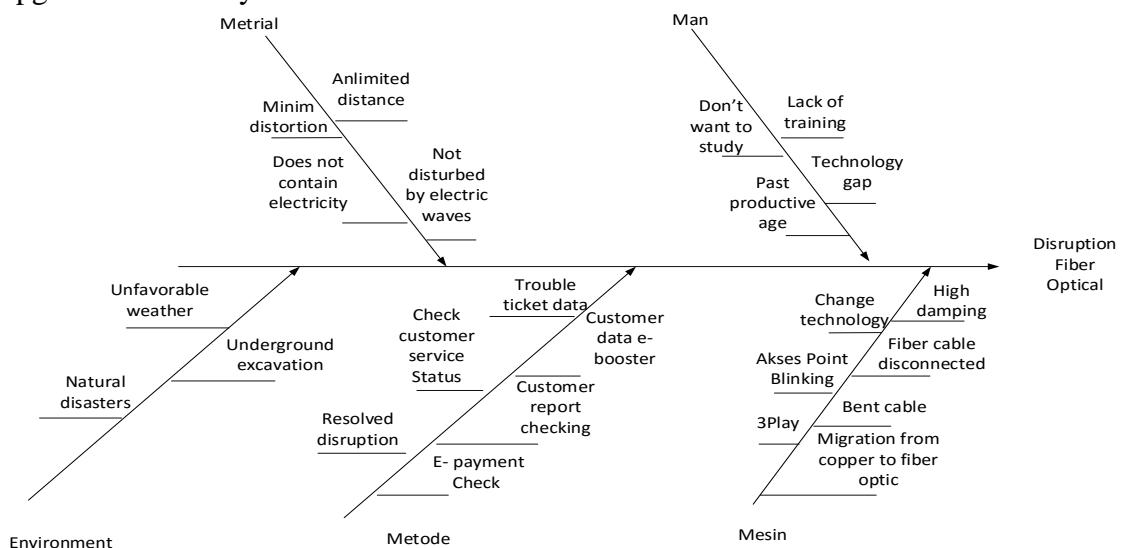 Metrial
Anlimited
distance
Minim
distortion
Does not
contain
electricity
Not
disturbed
by electric
waves
Man
Don't
want to
study
Lack of
training
Technology
gap
Past
productive
age
Disruption
Fiber
Optical
Unfavorable
weather
Underground
excavation
Natural
disasters
Environment
Trouble
ticket data
Check
customer
service
Status
Customer
data e-
booster
Customer
report
checking
Resolved
disruption
E- payment
Check
Metode
Change
technology
High
damping
Fiber cable
disconnected
Akses Point
Blinking
Bent cable
3Play
Migration from
copper to fiber
optic
Mesin